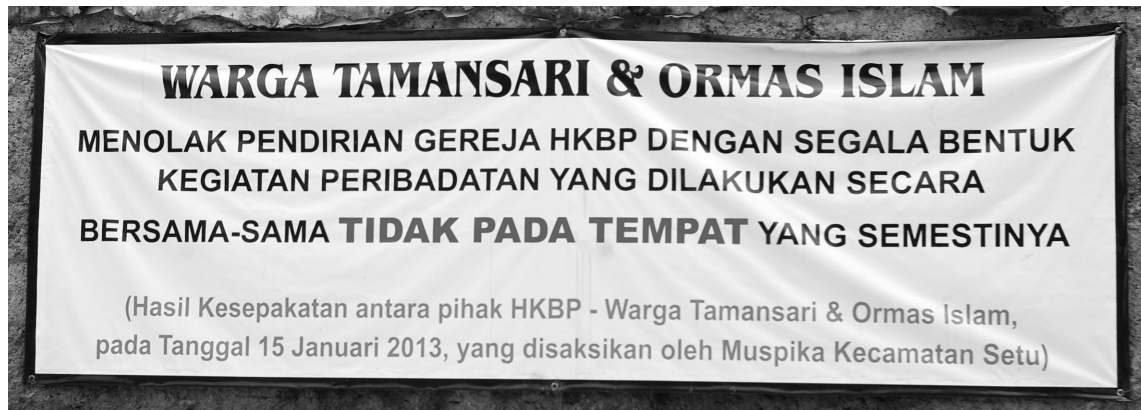 WARGA TAMANSARI & ORMAS ISLAM
MENOLAK PENDIRIAN GEREJA HKBP DENGAN SEGALA BENTUK
KEGIATAN PERIBADATAN YANG DILAKUKAN SECARA
BERSAMA-SAMA TIDAK PADA TEMPAT YANG SEMESTINYA
(Hasil Kesepakatan antara pihak HKBP - Warga Tamansari & Ormas Islam,
pada Tanggal 15 Januari 2013, yang disaksikan oleh Muspika Kecamatan Setu)